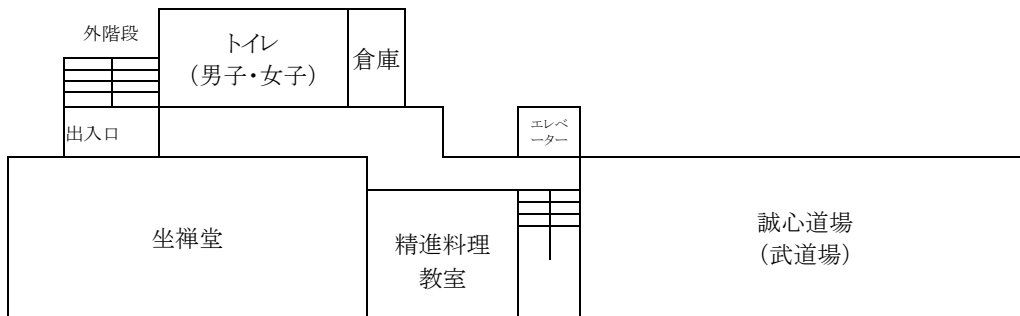 外階段
トイレ
（男子・女子）
倉庫
出入口
エレベ
ーター
坐禅堂
精進料理
教室
誠心道場
（武道場）